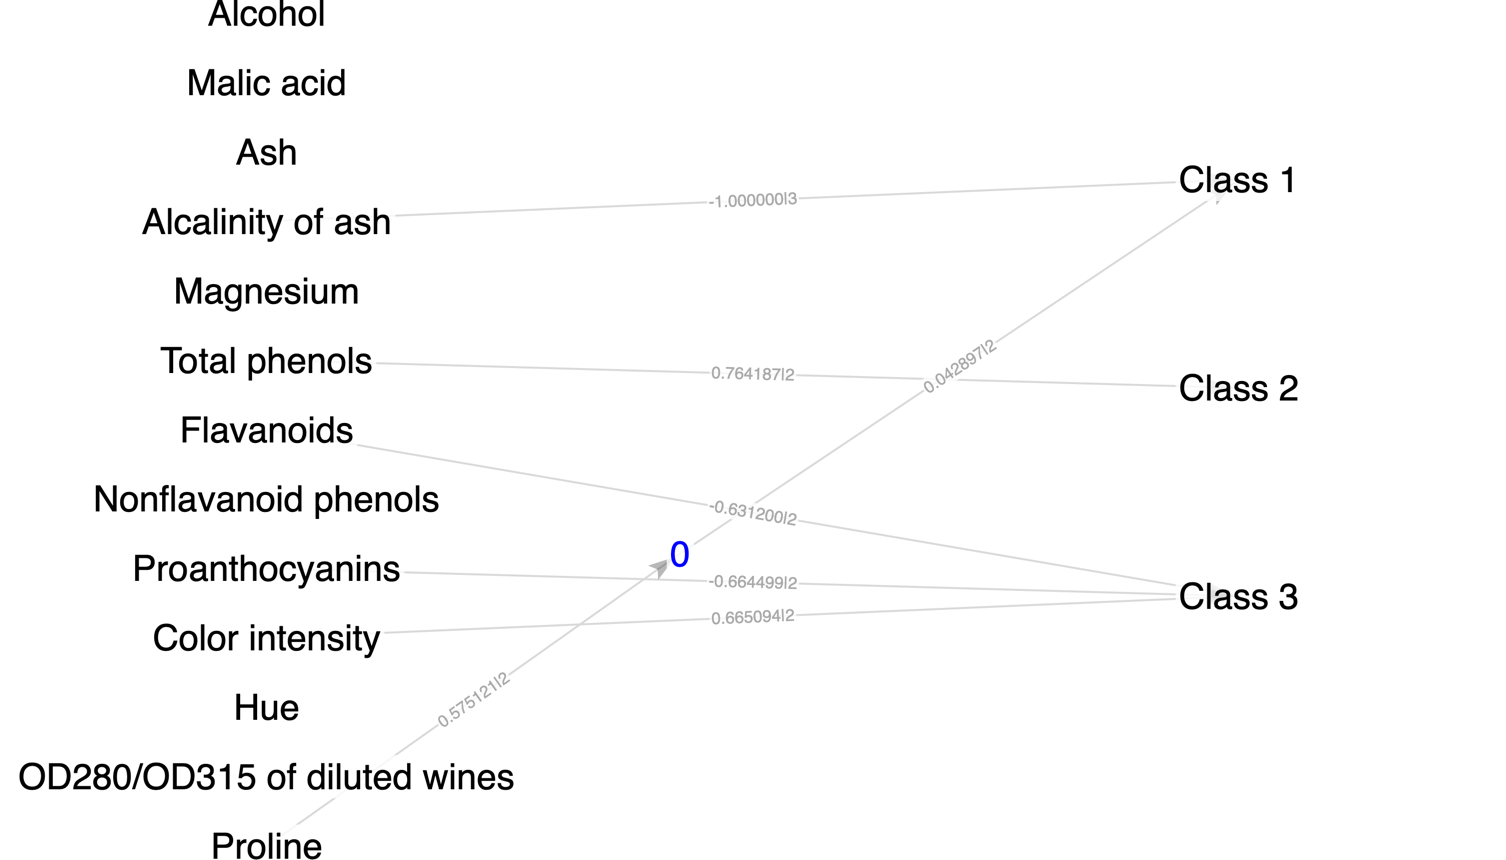 Alcohol
Malic acid
Ash
Class 1
-1.000000|3
Alcalinity of ash
Magnesium
Total phenols
0.764187|2
0.042897|2
Class 2
Flavanoids
Nonflavanoid phenols
-0.631200|2
0
Proanthocyanins
-0.664499|2
Class 3
0.665094|2
Color intensity
0.575121|2
Hue
OD280/OD315 of diluted wines
Proline